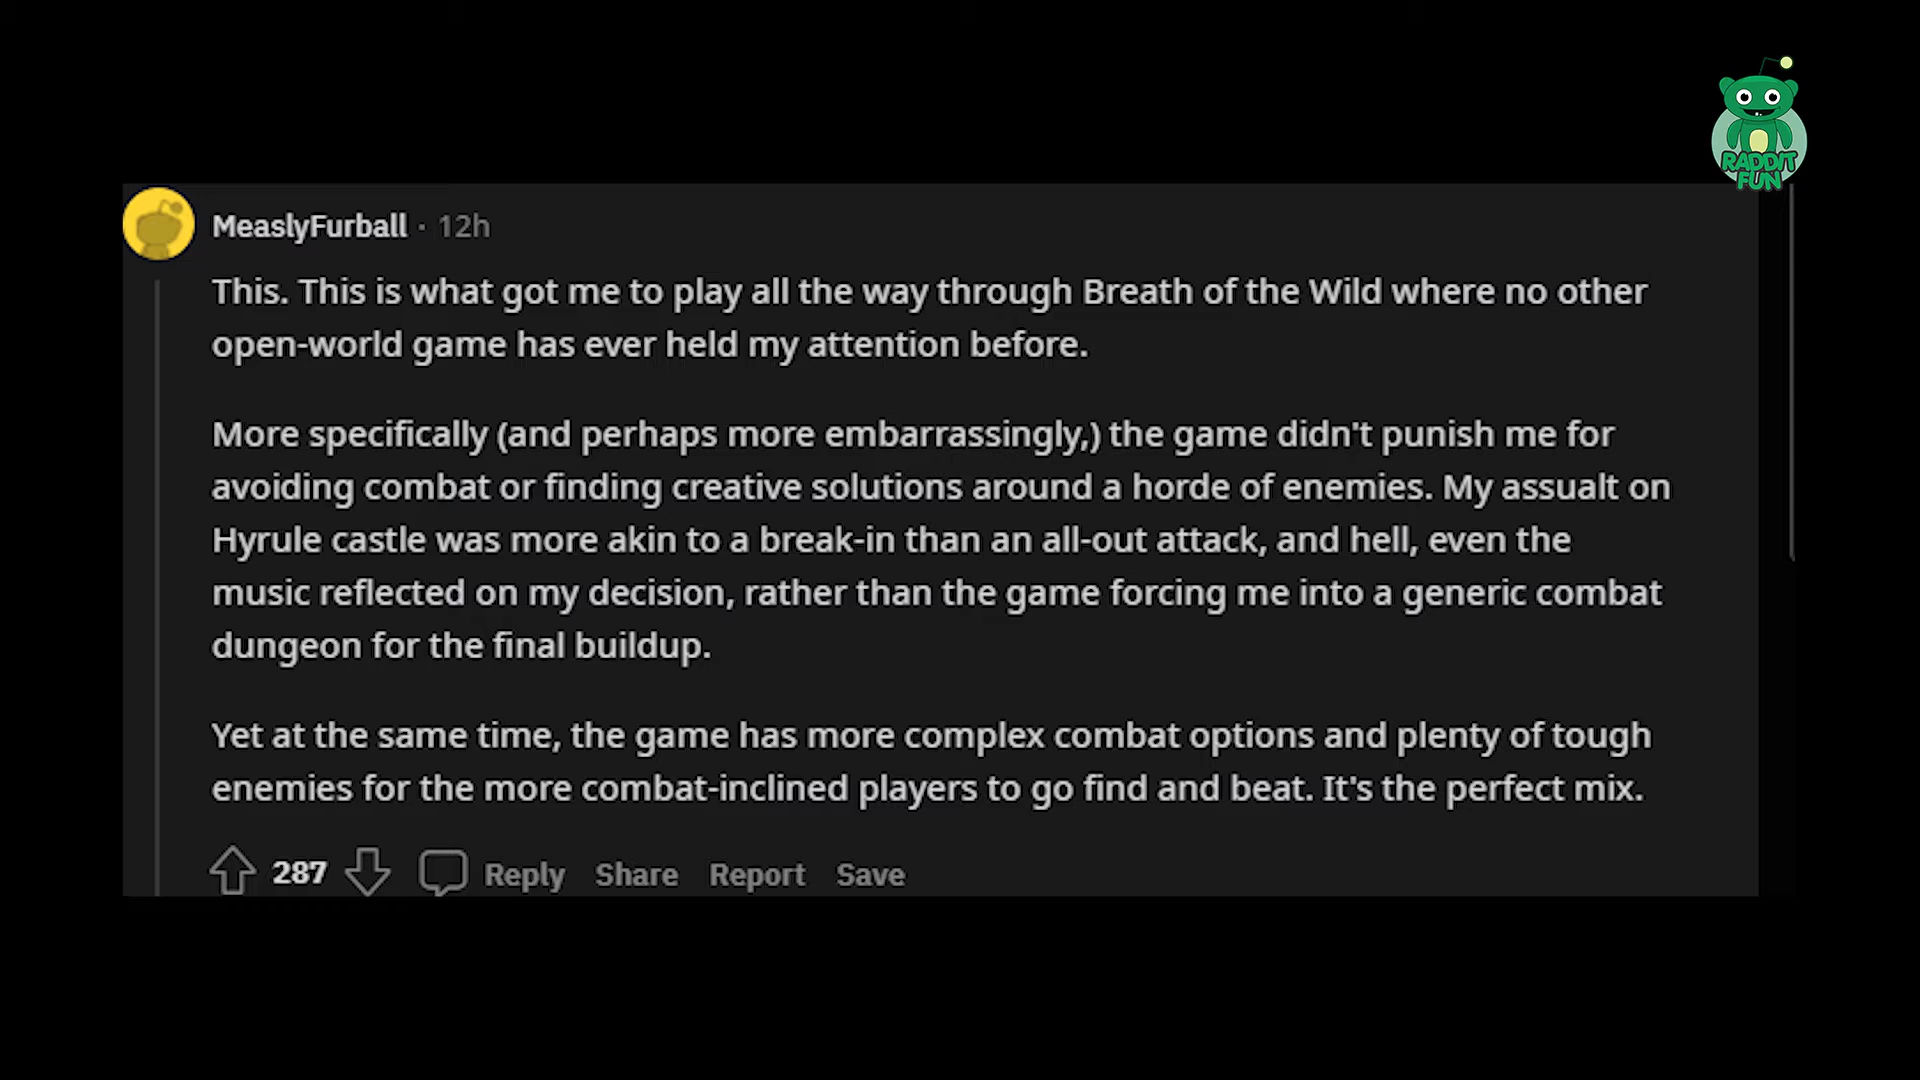 RADDIT
FUN
MeaslyFurball · 12h
This. This is what got me to play all the way through Breath of the Wild where no other
open-world game has ever held my attention before.
More specifically (and perhaps more embarrassingly,) the game didn't punish me for
avoiding combat or finding creative solutions around a horde of enemies. My assualt on
Hyrule castle was more akin to a break-in than an all-out attack, and hell, even the
music reflected on my decision, rather than the game forcing me into a generic combat
dungeon for the final buildup.
Yet at the same time, the game has more complex combat options and plenty of tough
enemies for the more combat-inclined players to go find and beat. It's the perfect mix.
287 Reply Share Report Save